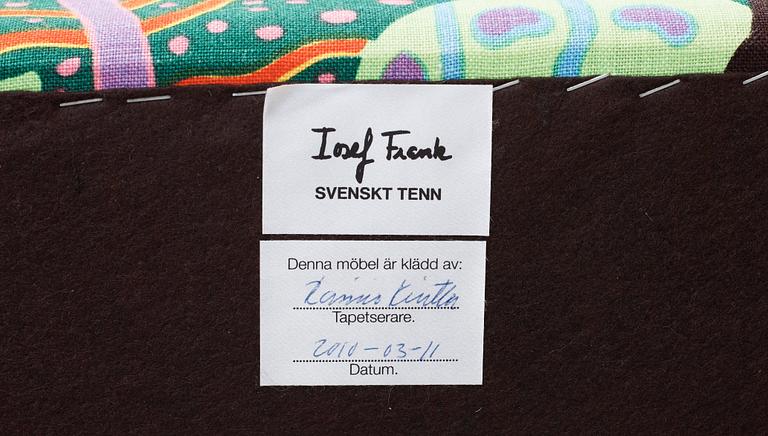 Josef Frank
SVENSKT TENN
Denna möbel är klädd av:
Tapetserare.
2010-03-11
Datum.